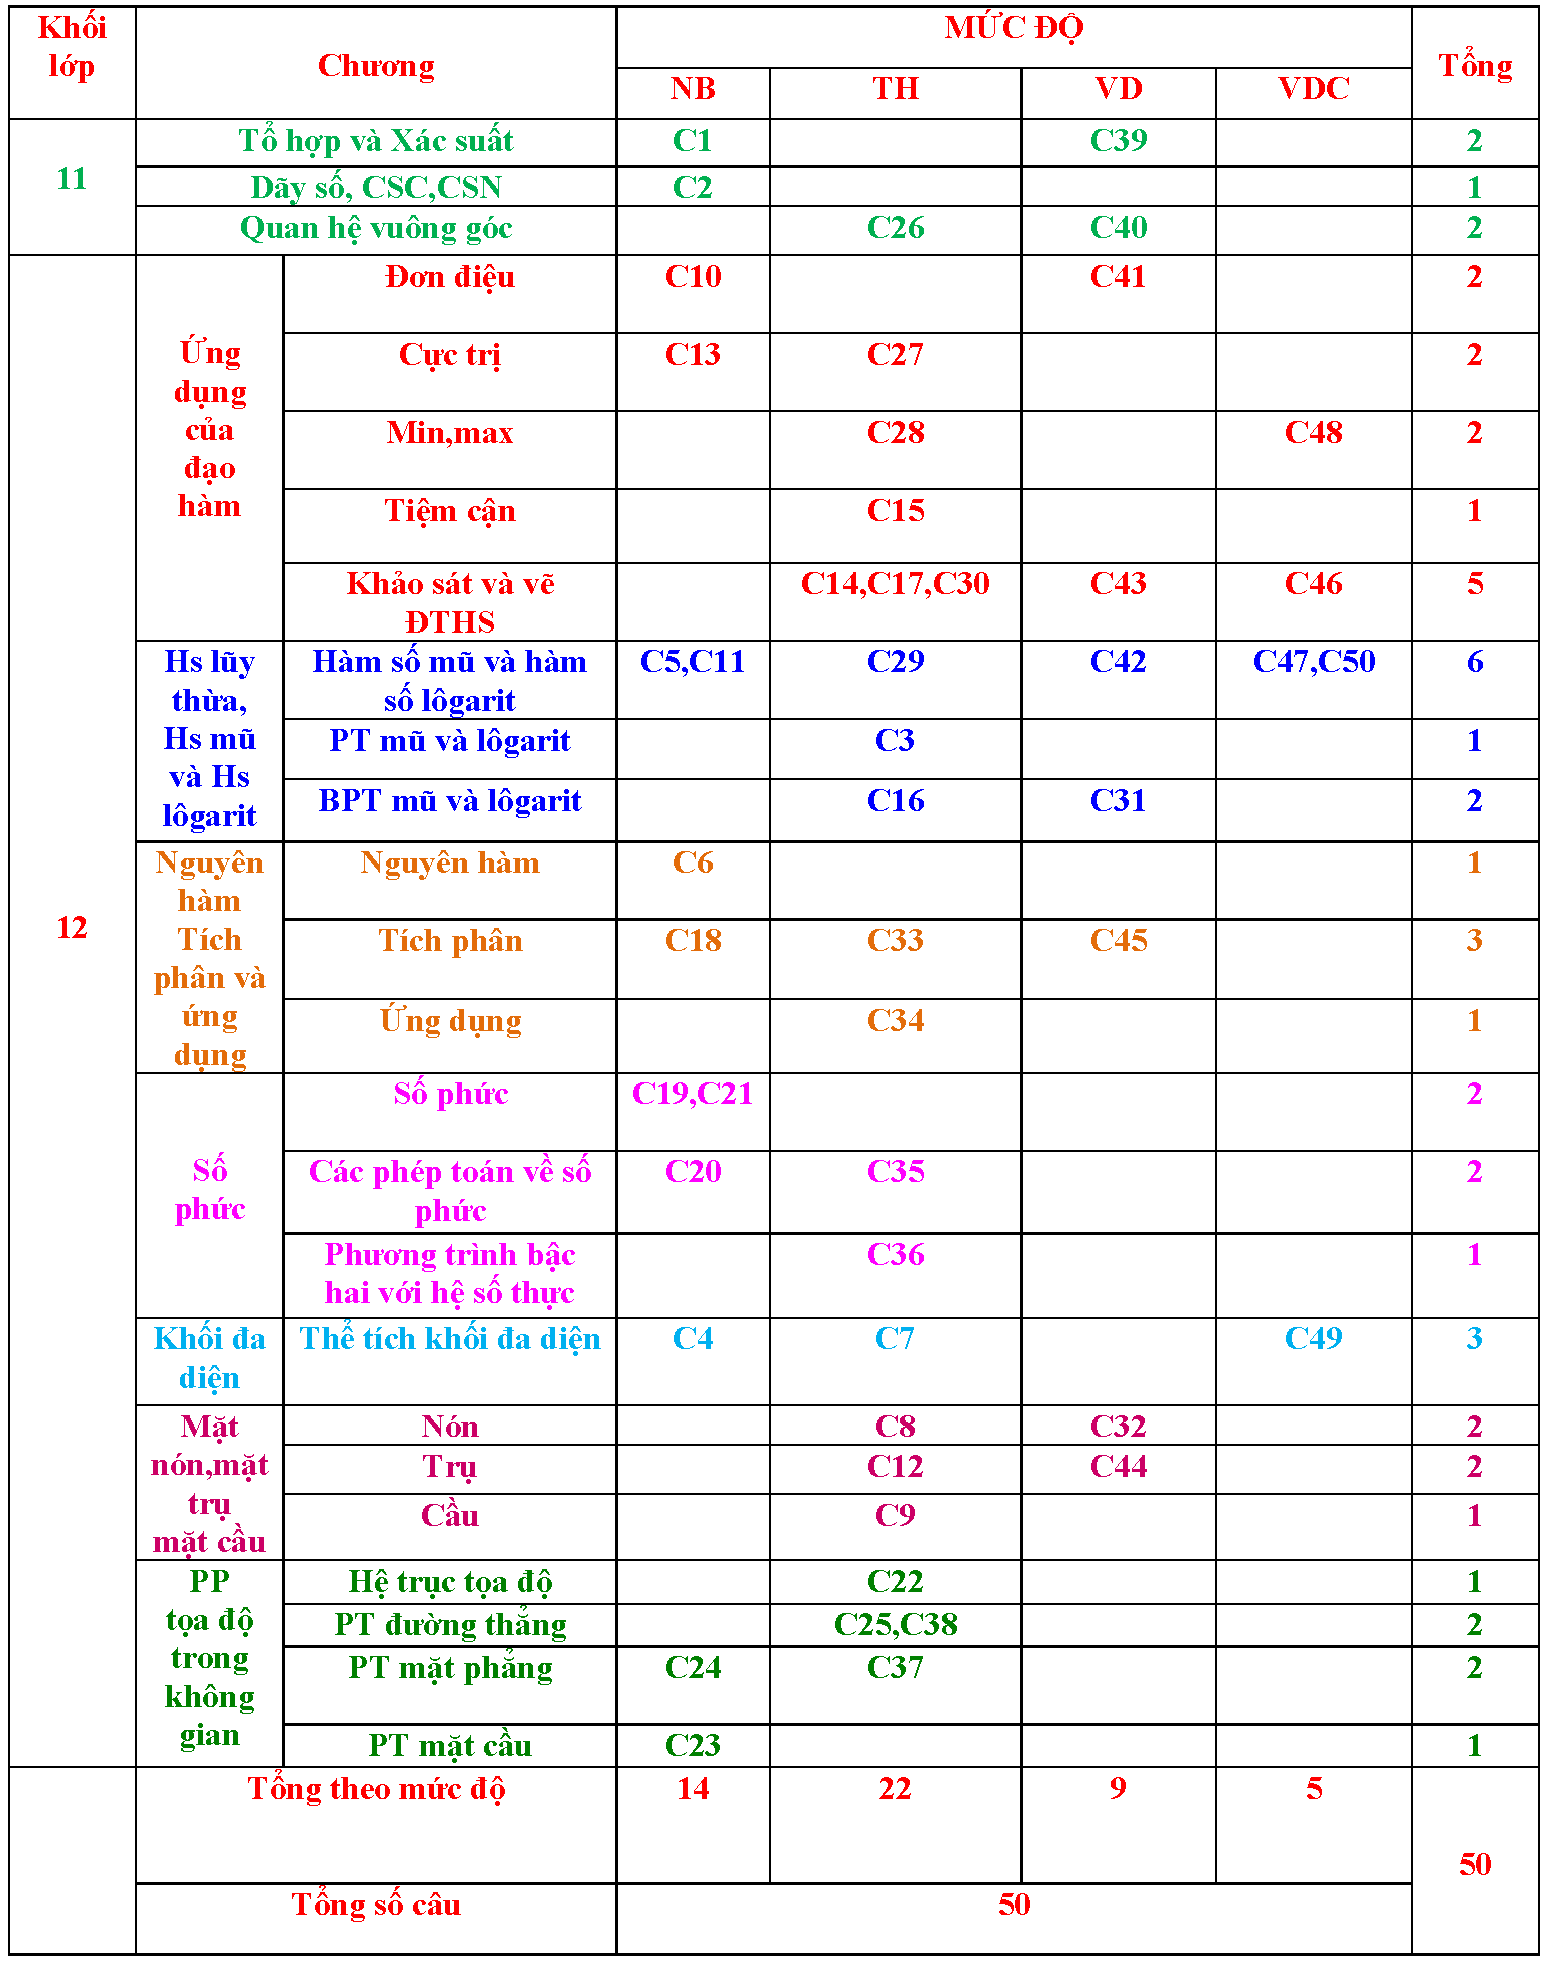 Khối lớp | Chương | MỨC ĐỘ | Tổng
NB | TH | VD | VDC
11 | Tổ hợp và Xác suất | C1 | C39 | 2
Dãy số, CSC,CSN | C2 | 1
Quan hệ vuông góc | C26 | C40 | 2
12
Ứng dụng của đạo hàm
Đơn điệu | C10 | C41 | 2
Cực trị | C13 | C27 | 2
Min,max | C28 | C48 | 2
Tiệm cận | C15 | 1
Khảo sát và vẽ ĐTHS | C14,C17,C30 | C43 | C46 | 5
Hs lũy thừa, Hs mũ và Hs lôgarit
Hàm số mũ và hàm số lôgarit | C5,C11 | C29 | C42 | C47,C50 | 6
PT mũ và lôgarit | C3 | 1
BPT mũ và lôgarit | C16 | C31 | 2
Nguyên hàm Tích phân và ứng dụng
Nguyên hàm | C6 | 1
Tích phân | C18 | C33 | C45 | 3
Ứng dụng | C34 | 1
Số phức
Số phức | C19,C21 | 2
Các phép toán về số phức | C20 | C35 | 2
Phương trình bậc hai với hệ số thực | C36 | 1
Khối đa diện
Thể tích khối đa diện | C4 | C7 | C49 | 3
Mặt nón,mặt trụ mặt cầu
Nón | C8 | C32 | 2
Trụ | C12 | C44 | 2
Cầu | C9 | 1
PP tọa độ trong không gian
Hệ trục tọa độ | C22 | 1
PT đường thẳng | C25,C38 | 2
PT mặt phẳng | C24 | C37 | 2
PT mặt cầu | C23 | 1
Tổng theo mức độ | 14 | 22 | 9 | 5 | 50
Tổng số câu | 50